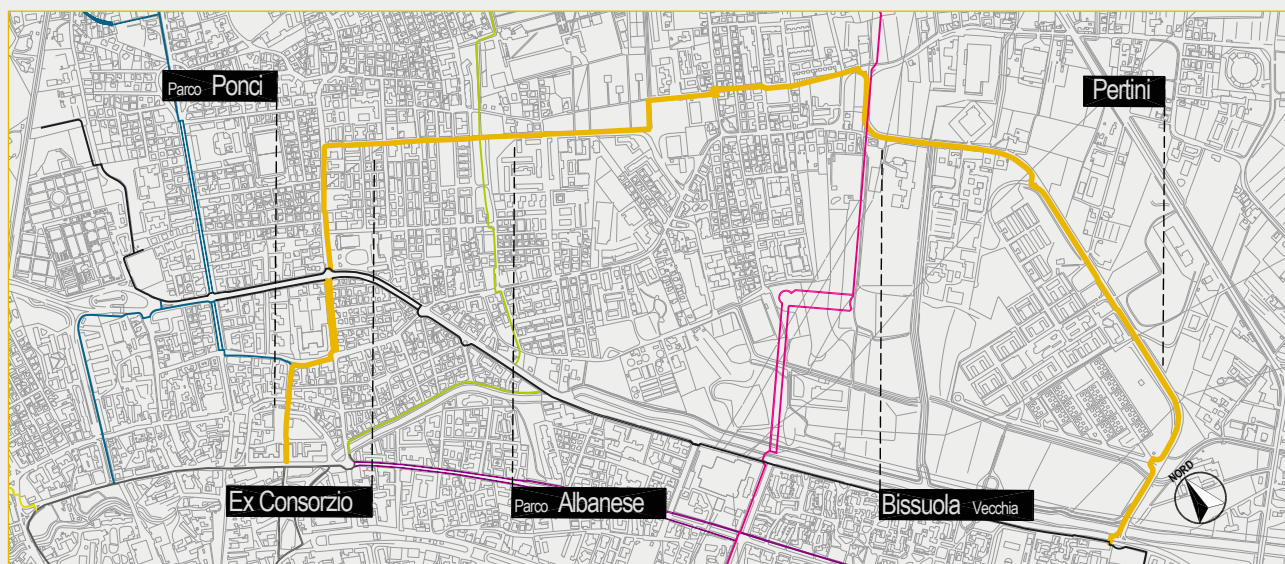 Parco Ponci
Pertini
NORD
Ex Consorzio
Parco Albanese
Bissuola Vecchia